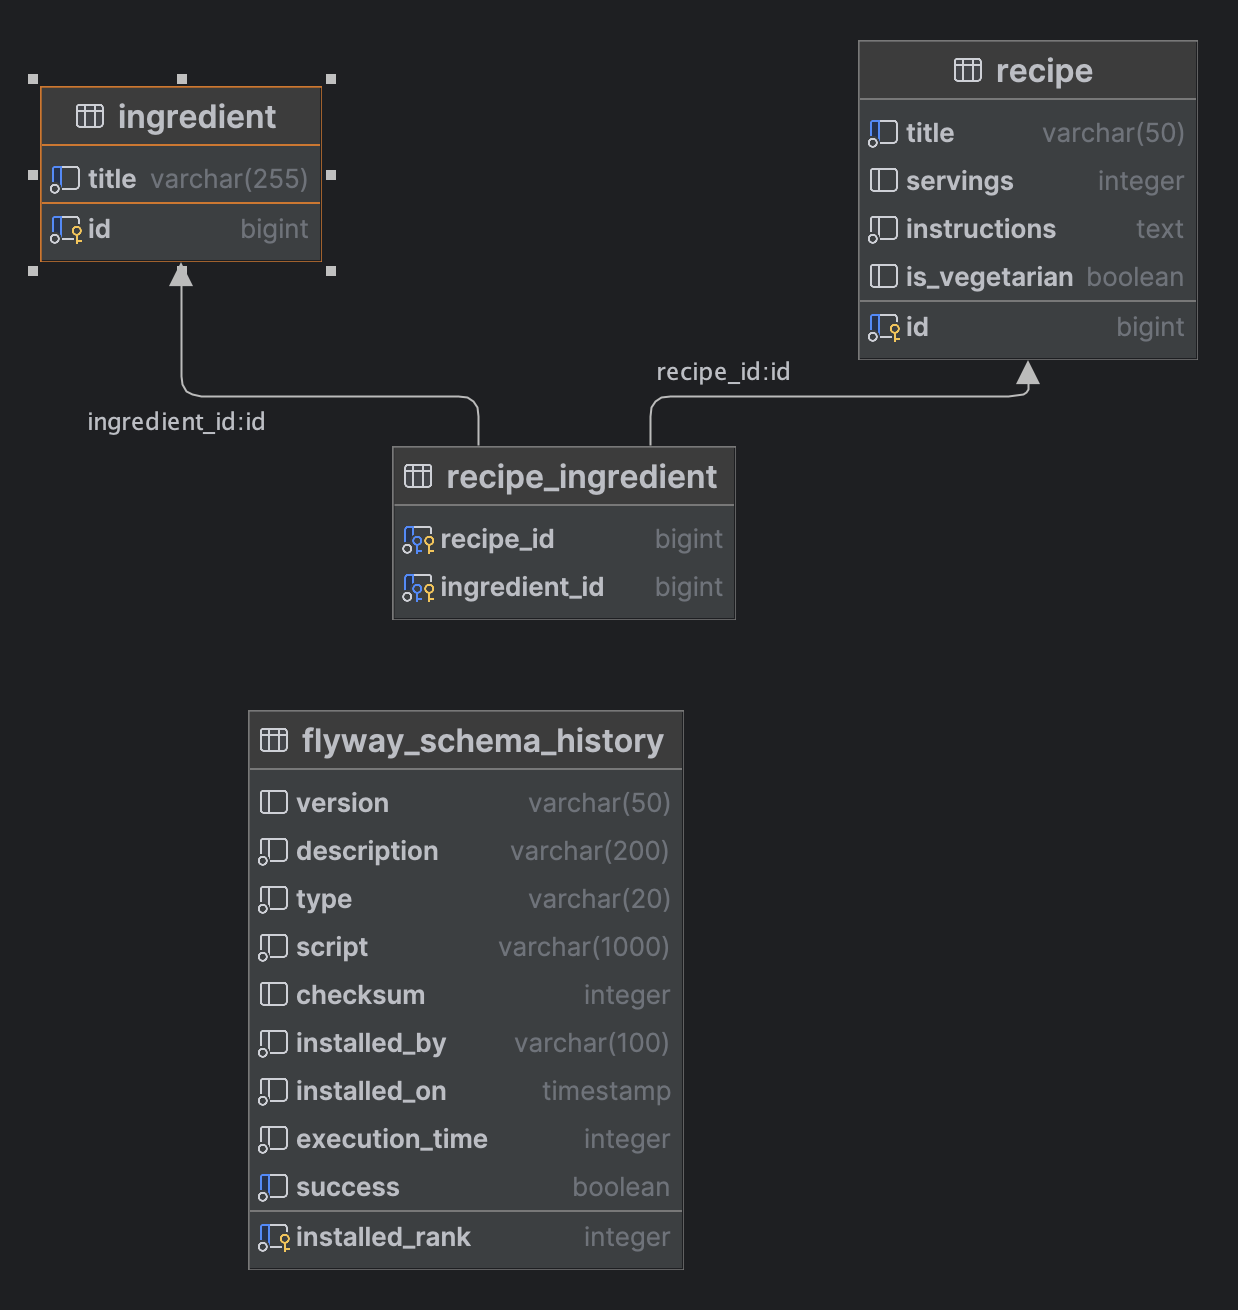 ingredient
title varchar(255)
id bigint
recipe
title varchar(50)
servings integer
instructions text
is_vegetarian boolean
id bigint
recipe_id:id
ingredient_id:id
recipe_ingredient
recipe_id bigint
ingredient_id bigint
flyway_schema_history
version varchar(50)
description varchar(200)
type varchar(20)
script varchar(1000)
checksum integer
installed_by varchar(100)
installed_on timestamp
execution_time integer
success boolean
installed_rank integer